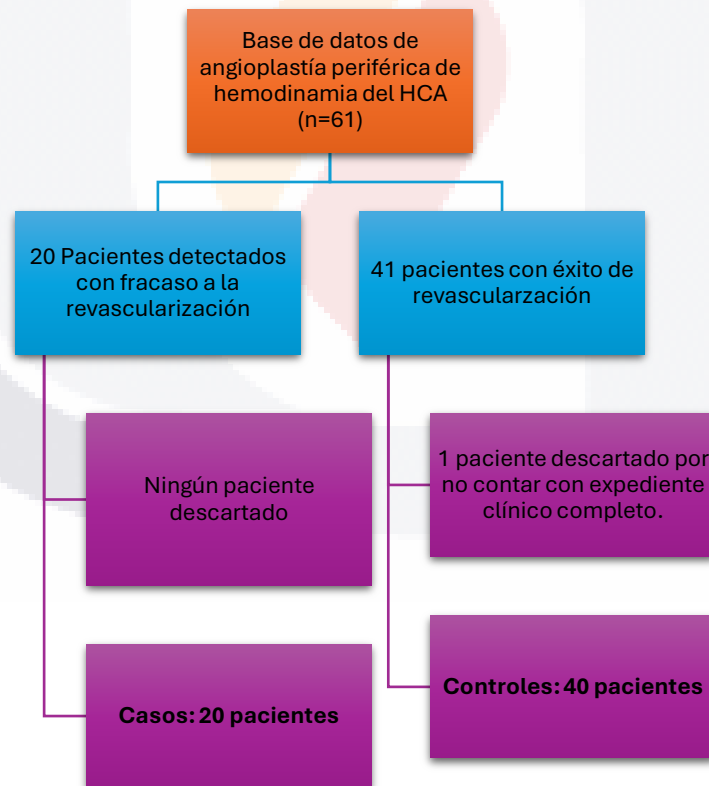 Base de datos de
angioplastía periférica de
hemodinamia del HCA
(n=61)
20 Pacientes detectados
con fracaso a la
revascularización
41 pacientes con éxito de
revascularzación
Ningún paciente
descartado
1 paciente descartado por
no contar con expediente
clínico completo.
Casos: 20 pacientes
Controles: 40 pacientes